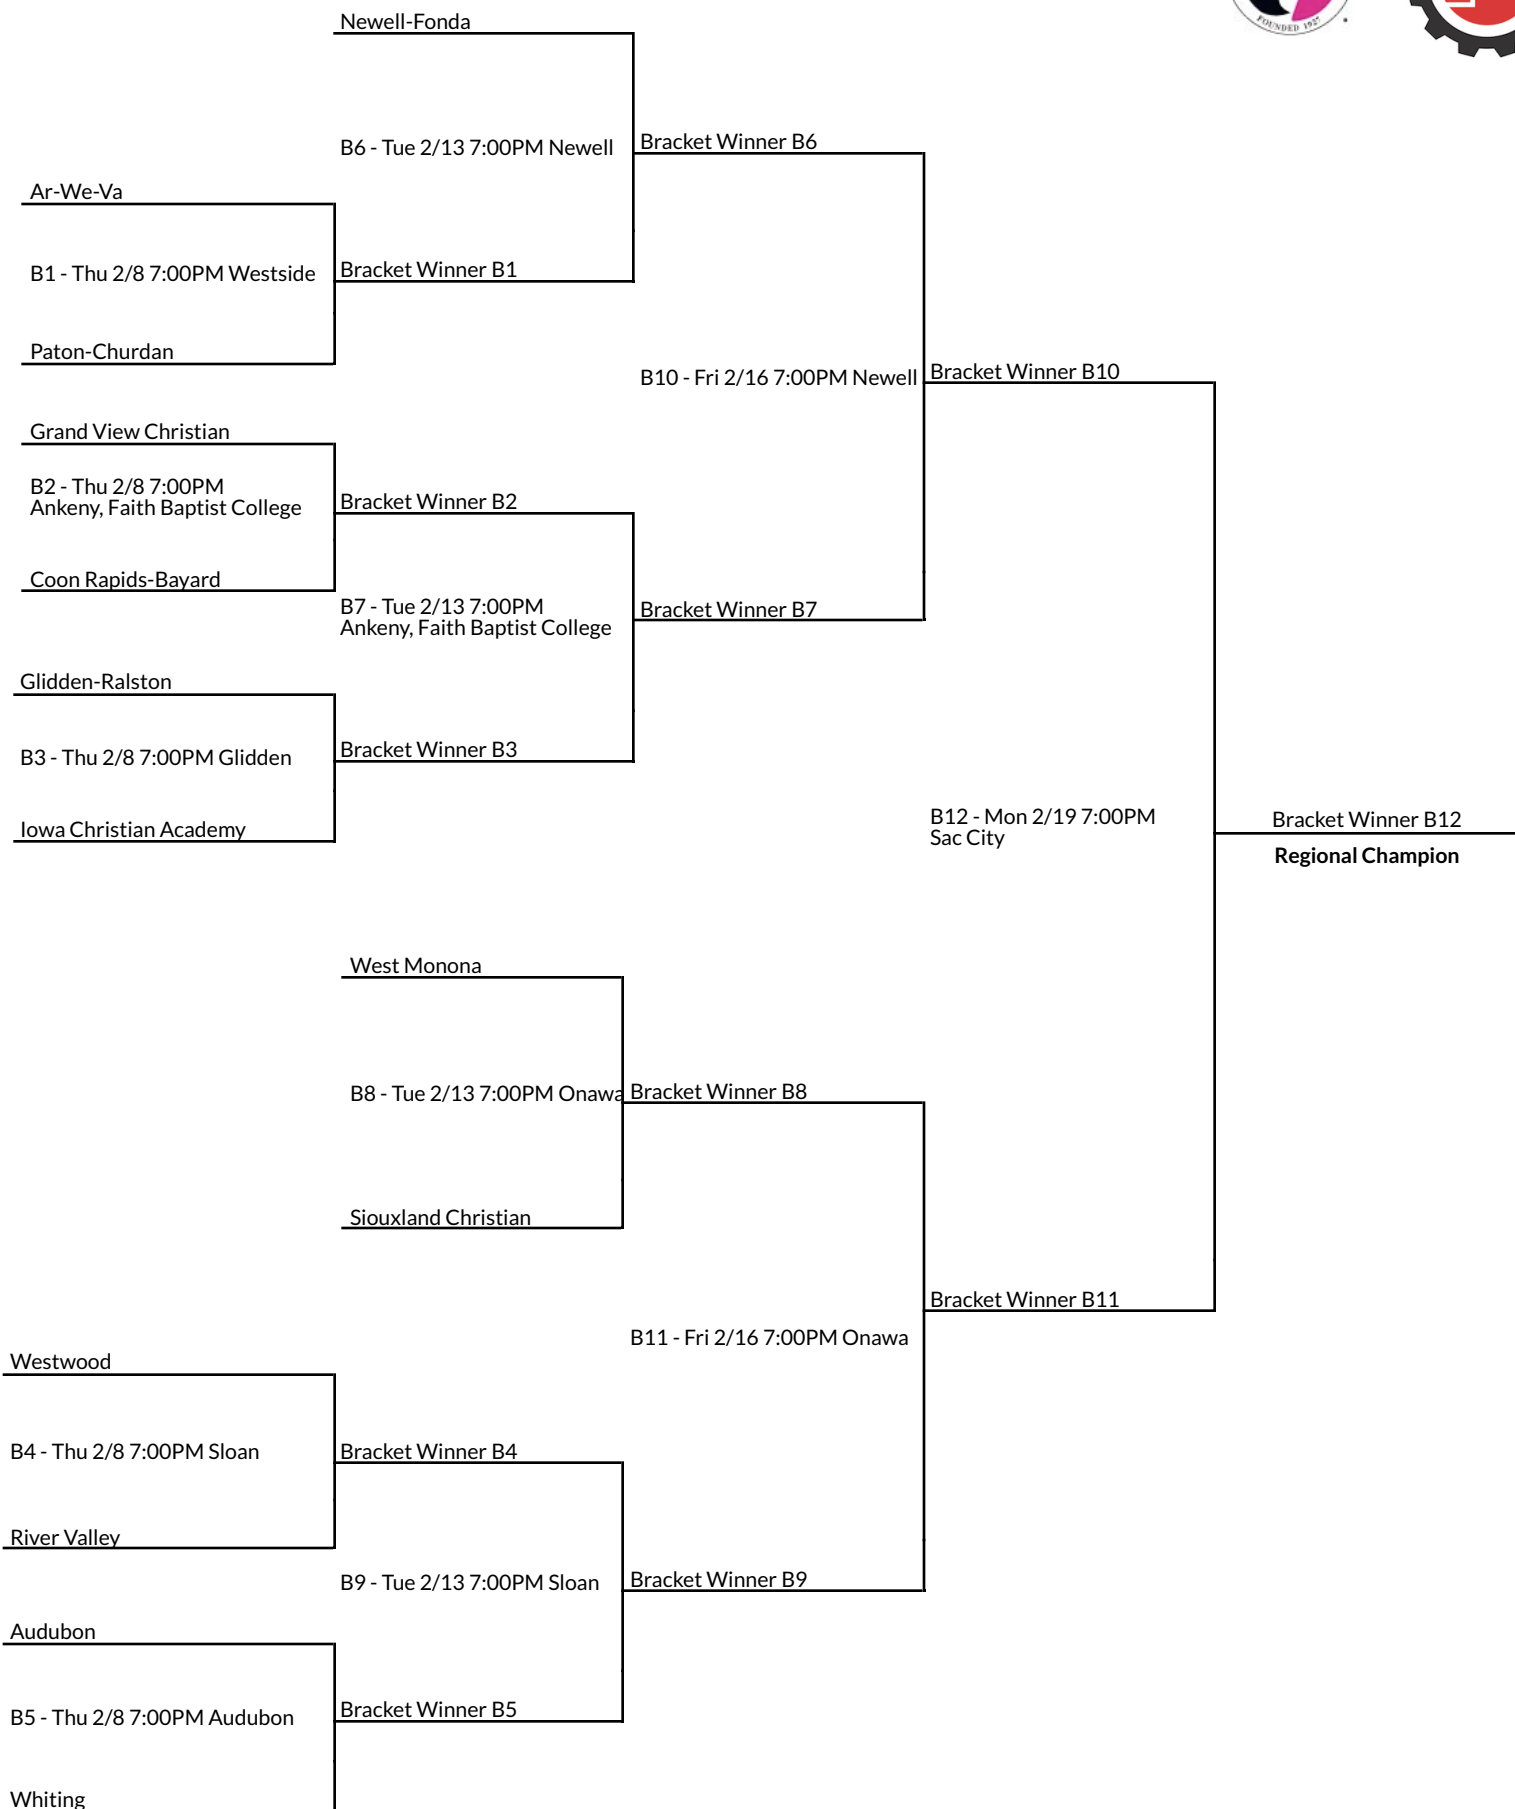 Newell-Fonda
FOUNDED 1927
B6 - Tue 2/13 7:00PM Newell
Bracket Winner B6
Ar-We-Va
B1 - Thu 2/8 7:00PM Westside
Bracket Winner B1
Paton-Churdan
B10 - Fri 2/16 7:00PM Newell
Bracket Winner B10
Grand View Christian
B2 - Thu 2/8 7:00PM
Ankeny, Faith Baptist College
Bracket Winner B2
Coon Rapids-Bayard
B7 - Tue 2/13 7:00PM
Ankeny, Faith Baptist College
Bracket Winner B7
Glidden-Ralston
B3 - Thu 2/8 7:00PM Glidden
Bracket Winner B3
Iowa Christian Academy
B12 - Mon 2/19 7:00PM
Sac City
Bracket Winner B12
Regional Champion
West Monona
B8 - Tue 2/13 7:00PM Onawa
Bracket Winner B8
Siouxland Christian
Bracket Winner B11
B11 - Fri 2/16 7:00PM Onawa
Westwood
B4 - Thu 2/8 7:00PM Sloan
Bracket Winner B4
River Valley
B9 - Tue 2/13 7:00PM Sloan
Bracket Winner B9
Audubon
B5 - Thu 2/8 7:00PM Audubon
Bracket Winner B5
Whiting